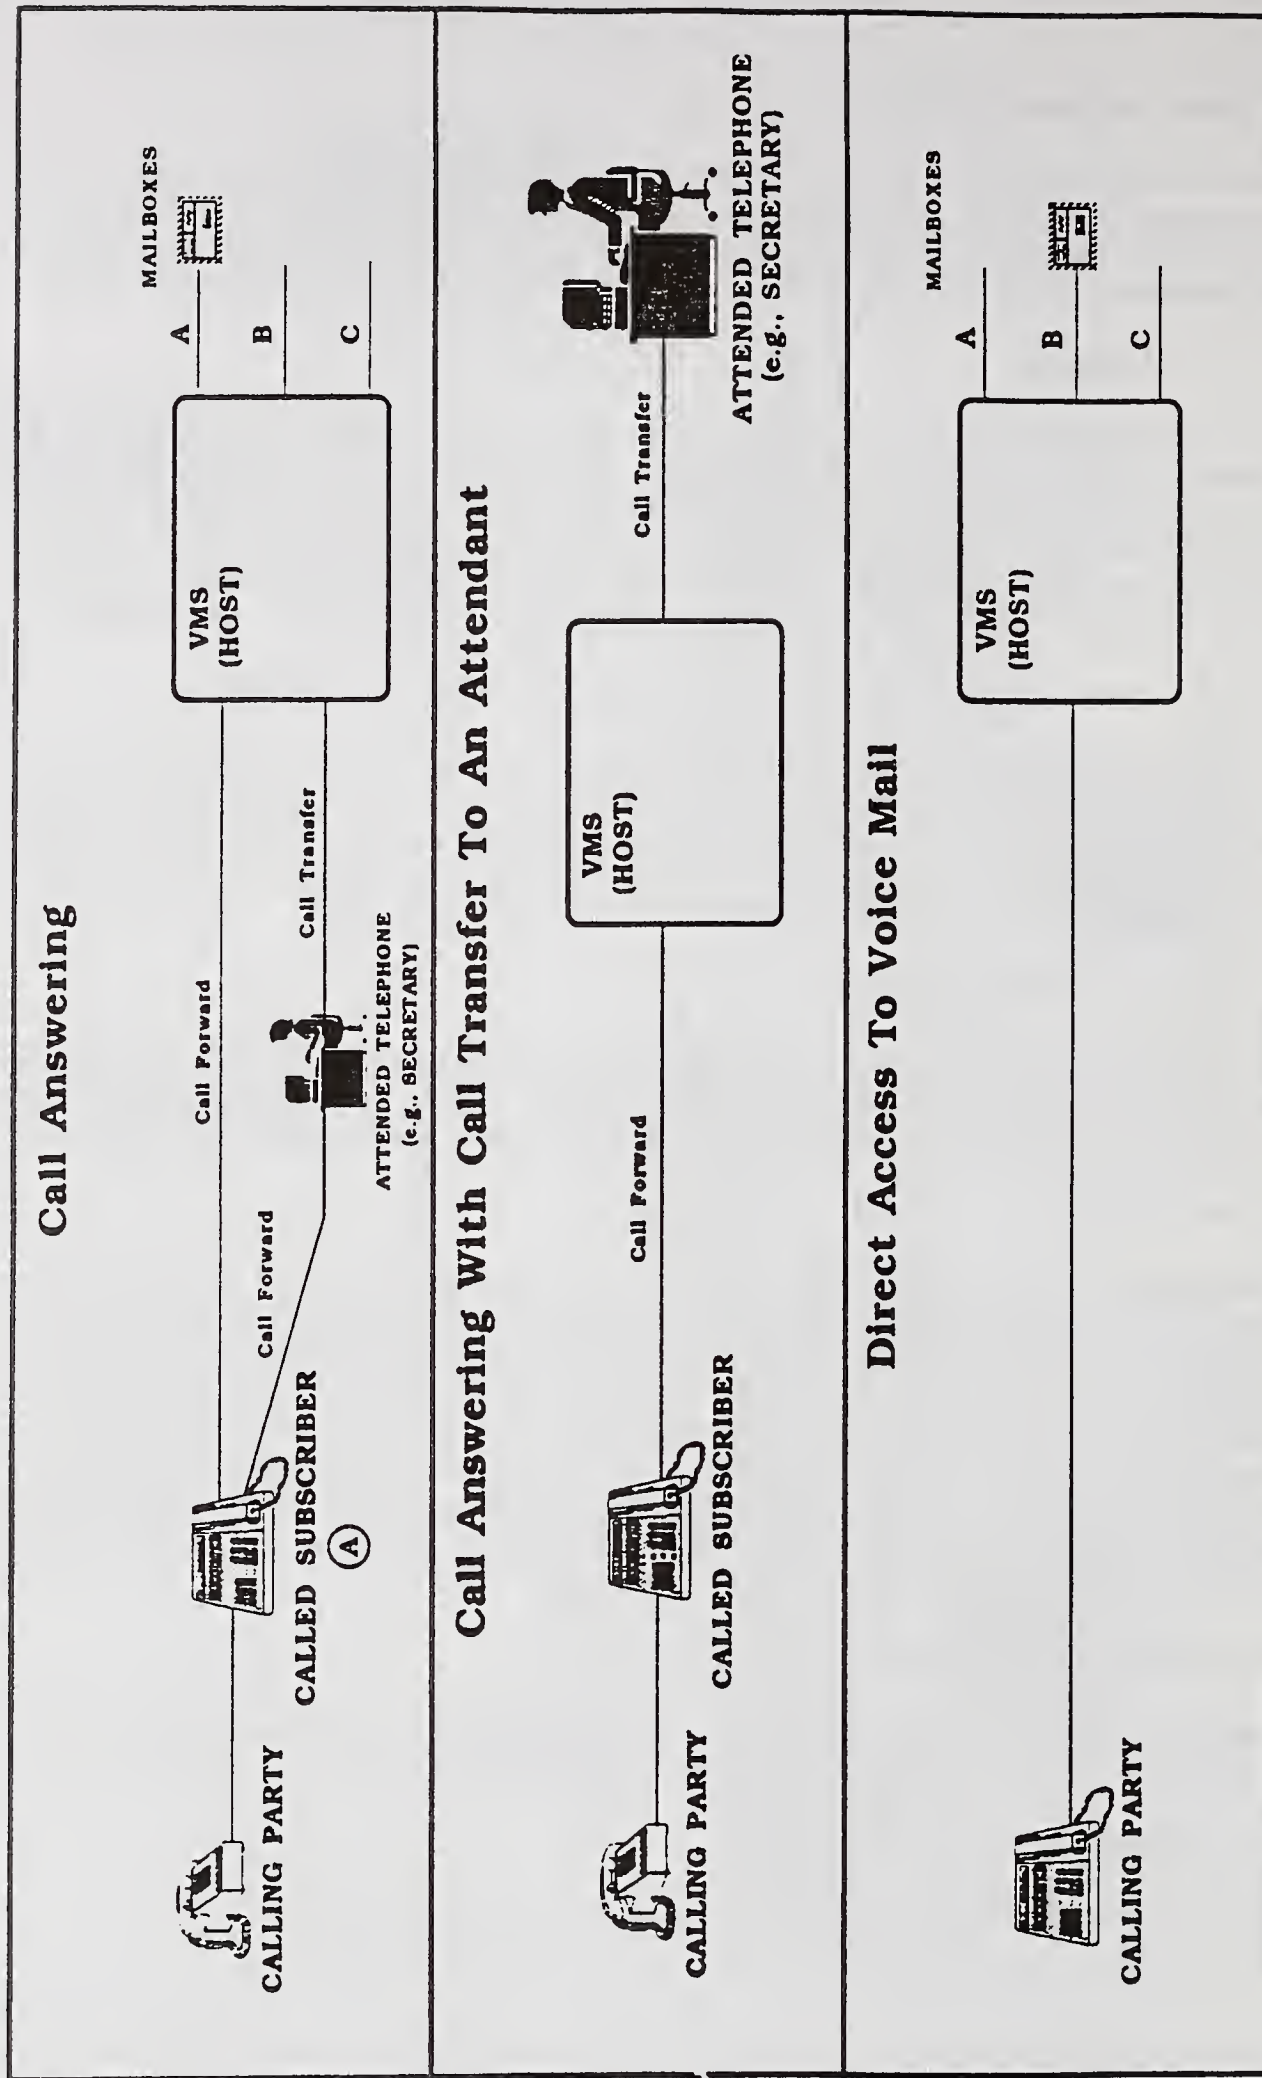 Call Answering
MAILBOXES
A
B
C
VMS
(HOST)
Call Forward
Call Forward
Call Transfer
ATTENDED TELEPHONE
(e.g., SECRETARY)
CALLED SUBSCRIBER
A
CALLING PARTY
Call Answering With Call Transfer To An Attendant
CALLING PARTY
CALLED SUBSCRIBER
Call Forward
VMS
(HOST)
Call Transfer
ATTENDED TELEPHONE
(e.g., SECRETARY)
Direct Access To Voice Mail
CALLING PARTY
VMS
(HOST)
MAILBOXES
A
B
C